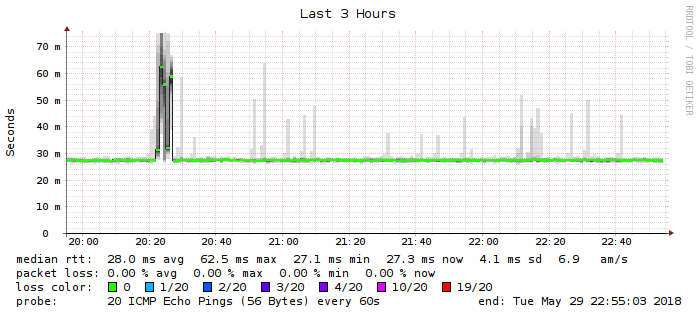 Last 3 Hours
RRDTOOL / TOBI OETIKER
Seconds
70 m
60 m
50 m
40 m
30 m
20 m
10 m
0
20:00 20:20 20:40 21:00 21:20 21:40 22:00 22:20 22:40
median rtt: 28.0 ms avg 62.5 ms max 27.1 ms min 27.3 ms now 4.1 ms sd 6.9 am/s
packet loss: 0.00 % avg 0.00 % max 0.00 % min 0.00 % now
loss color: 0 1/20 2/20 3/20 4/20 10/20 19/20
probe: 20 ICMP Echo Pings (56 Bytes) every 60s end: Tue May 29 22:55:03 2018